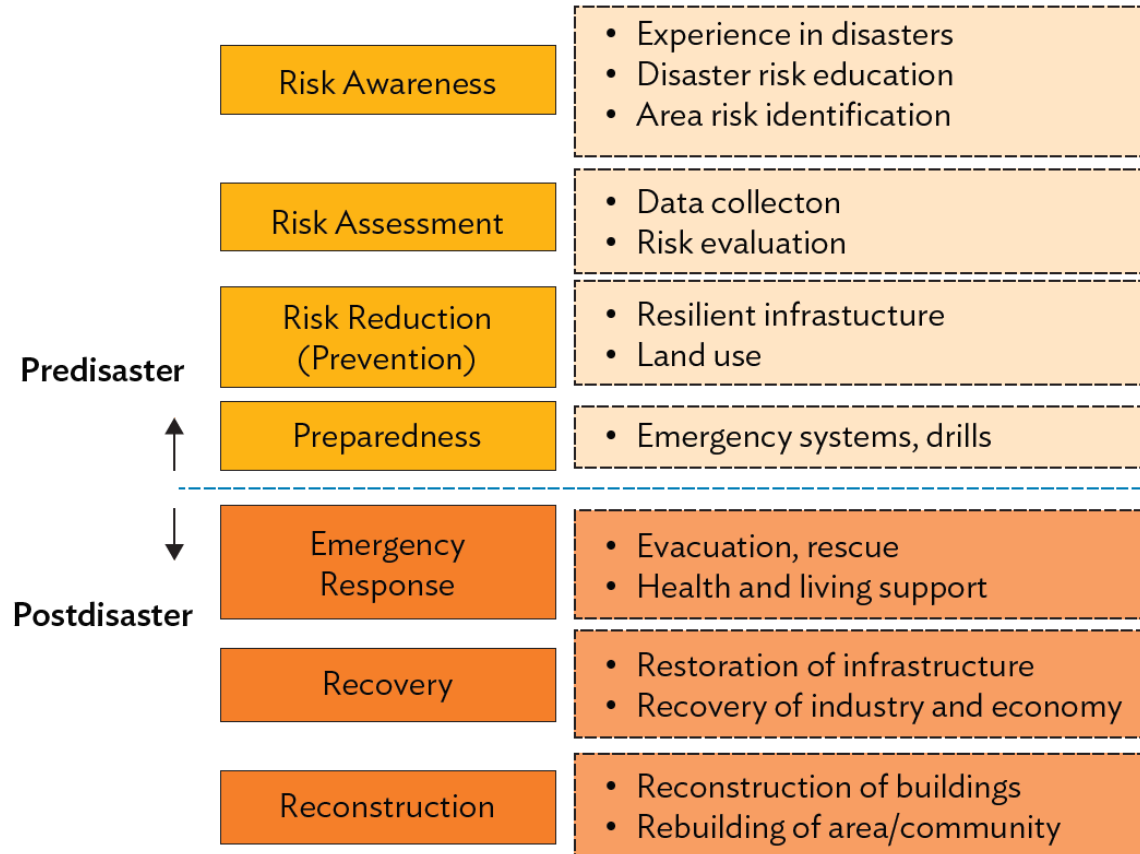 Risk Awareness
• Experience in disasters
• Disaster risk education
• Area risk identification
Risk Assessment
• Data collecton
• Risk evaluation
Predisaster
Risk Reduction
(Prevention)
• Resilient infrastucture
• Land use
Preparedness
• Emergency systems, drills
Postdisaster
Emergency
Response
• Evacuation, rescue
• Health and living support
Recovery
• Restoration of infrastructure
• Recovery of industry and economy
Reconstruction
• Reconstruction of buildings
• Rebuilding of area/community